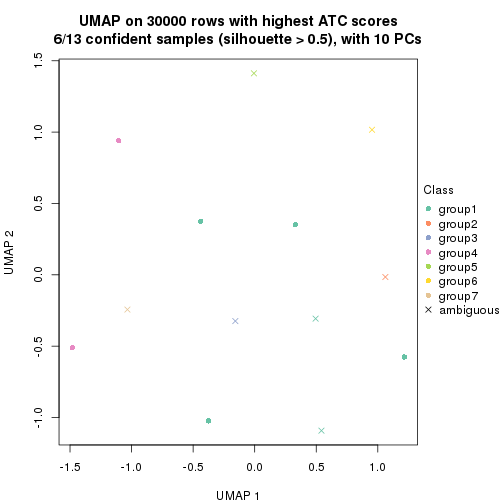 UMAP on 30000 rows with highest ATC scores
6/13 confident samples (silhouette > 0.5), with 10 PCs
1.5
1.0
0.5
0.0
-0.5
-1.0
UMAP 2
-1.5
-1.0
-0.5
0.0
0.5
1.0
UMAP 1
Class
group1
group2
group3
group4
group5
group6
group7
ambiguous